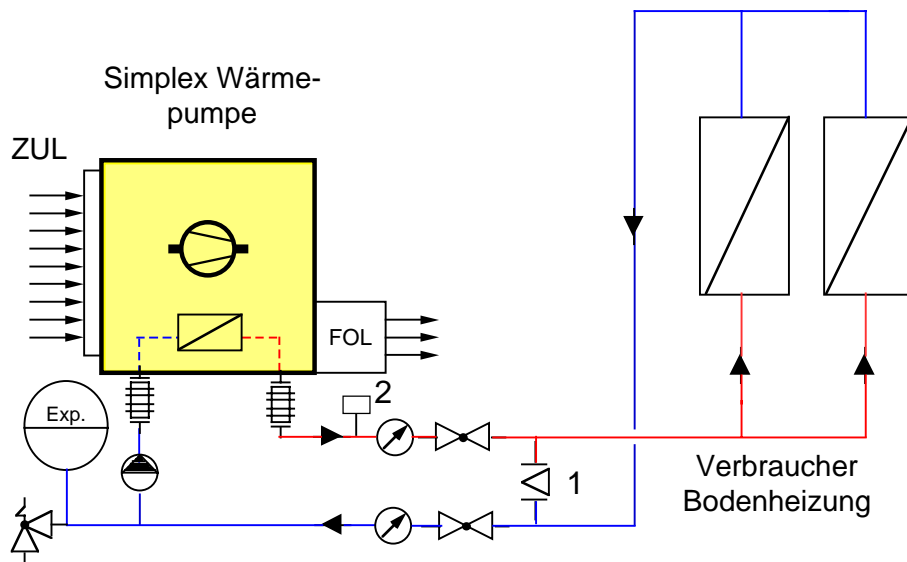 Simplex Wärme-
pumpe
ZUL
FOL
Exp.
2
1
Verbraucher
Bodenheizung